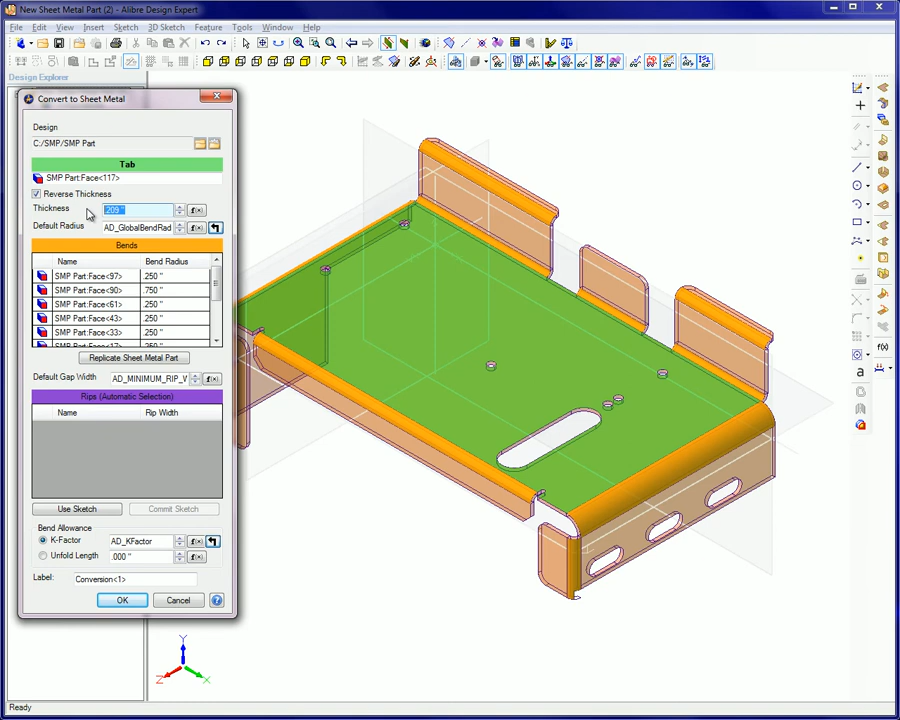 New Sheet Metal Part (2) - Alibre Design Expert
File Edit View Insert Sketch 3D Sketch Feature Tools Window Help
Design Explorer
Convert to Sheet Metal
Design
C:/SMP/SMP Part
Tab
SMP Part:Face<117>
Reverse Thickness
Thickness .209 "
Default Radius AD_GlobalBendRad
Bends
Name Bend Radius
SMP Part:Face<97> .250 "
SMP Part:Face<90> .750 "
SMP Part:Face<61> .250 "
SMP Part:Face<43> .250 "
SMP Part:Face<33> .250 "
Replicate Sheet Metal Part
Default Gap Width AD_MINIMUM_RIP_V
Rips (Automatic Selection)
Name Rip Width
Use Sketch Commit Sketch
Bend Allowance
K-Factor AD_KFactor
Unfold Length .000 "
Label: Conversion<1>
OK Cancel
Y
Z X
Ready